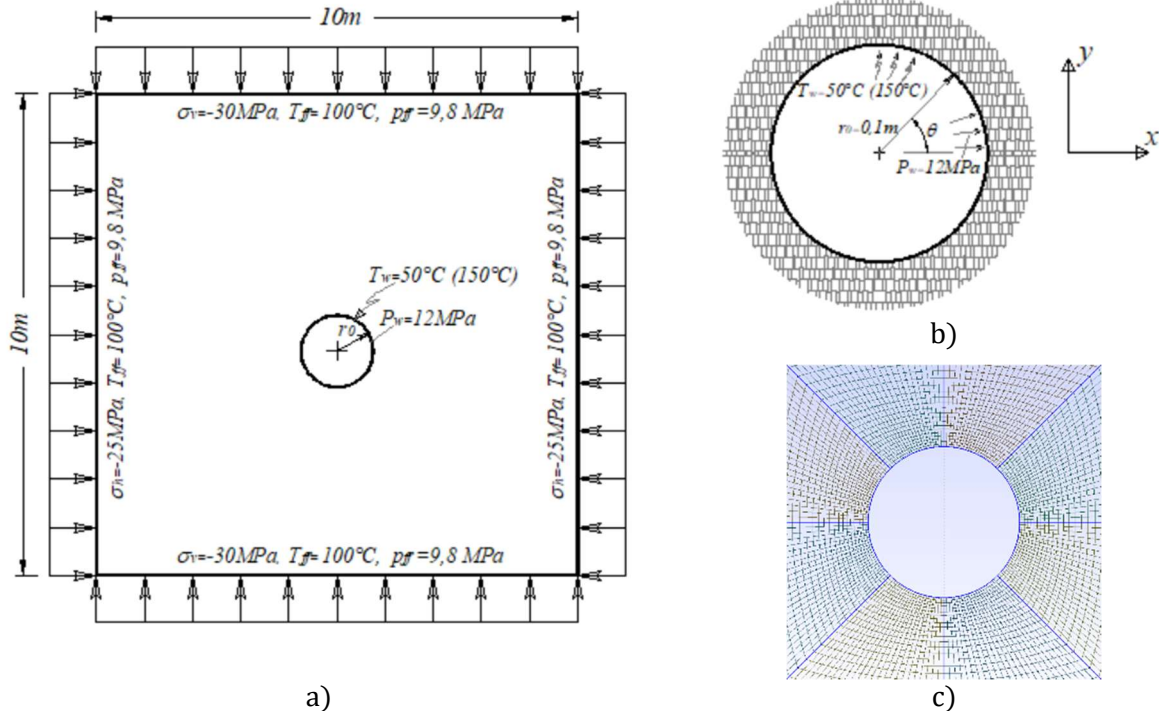 10m
σv=-30MPa, Tff=100°C, pff=9,8 MPa
10m
σh=-25MPa, Tff=100°C, pff=9,8 MPa
Tw=50°C (150°C)
Pw=12MPa
r0
σh=-25MPa, Tff=100°C, pff=9,8 MPa
σv=-30MPa, Tff=100°C, pff=9,8 MPa
a)
Tw=50°C (150°C)
r0=0,1m
θ
Pw=12MPa
y
x
b)
c)